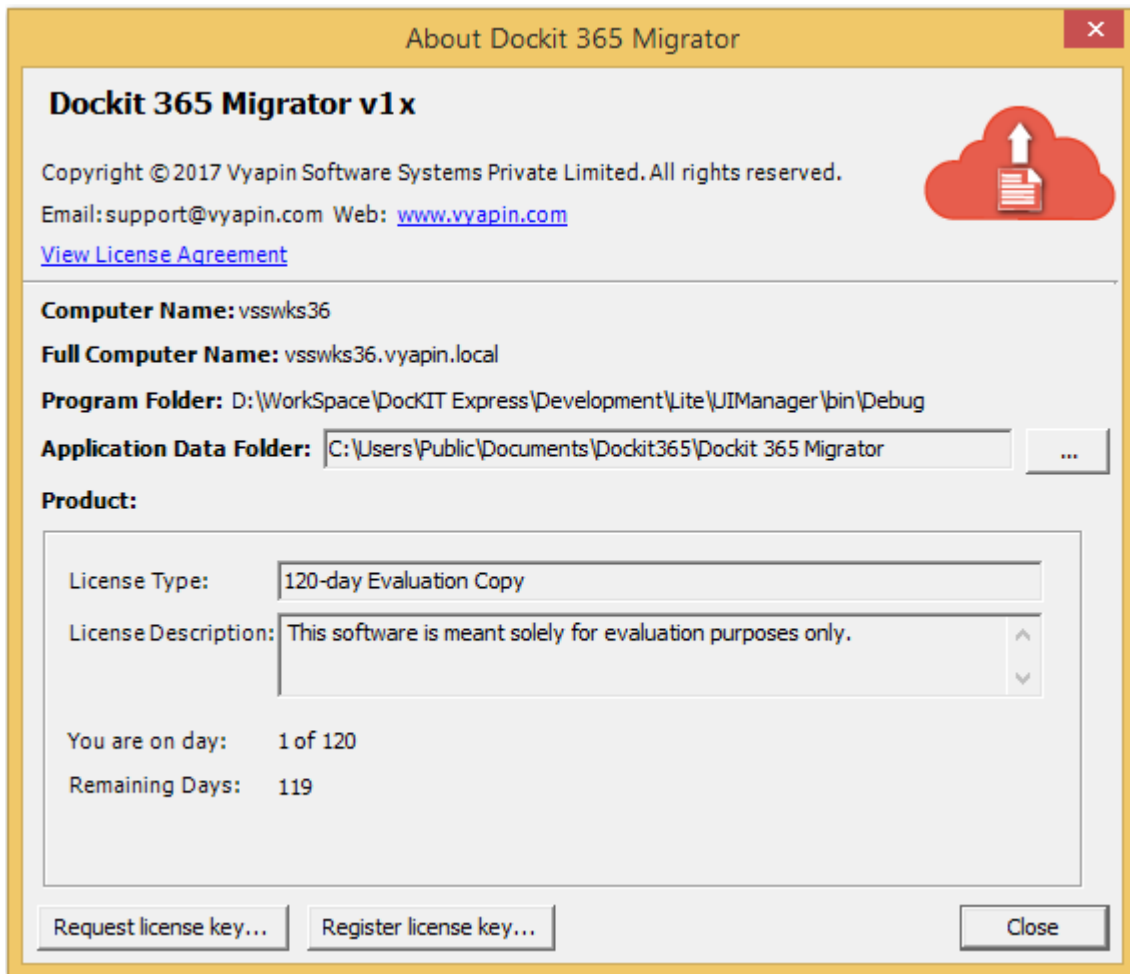 About Dockit 365 Migrator
Dockit 365 Migrator v1x
Copyright © 2017 Vyapin Software Systems Private Limited. All rights reserved.
Email: support@vyapin.com Web: www.vyapin.com
View License Agreement
Computer Name: vsswks36
Full Computer Name: vsswks36.vyapin.local
Program Folder: D:\WorkSpace\DocKIT Express\Development\Lite\UIManager\bin\Debug
Application Data Folder: C:\Users\Public\Documents\Dockit365\Dockit 365 Migrator ...
Product:
License Type: 120-day Evaluation Copy
License Description: This software is meant solely for evaluation purposes only.
You are on day: 1 of 120
Remaining Days: 119
Request license key... Register license key... Close